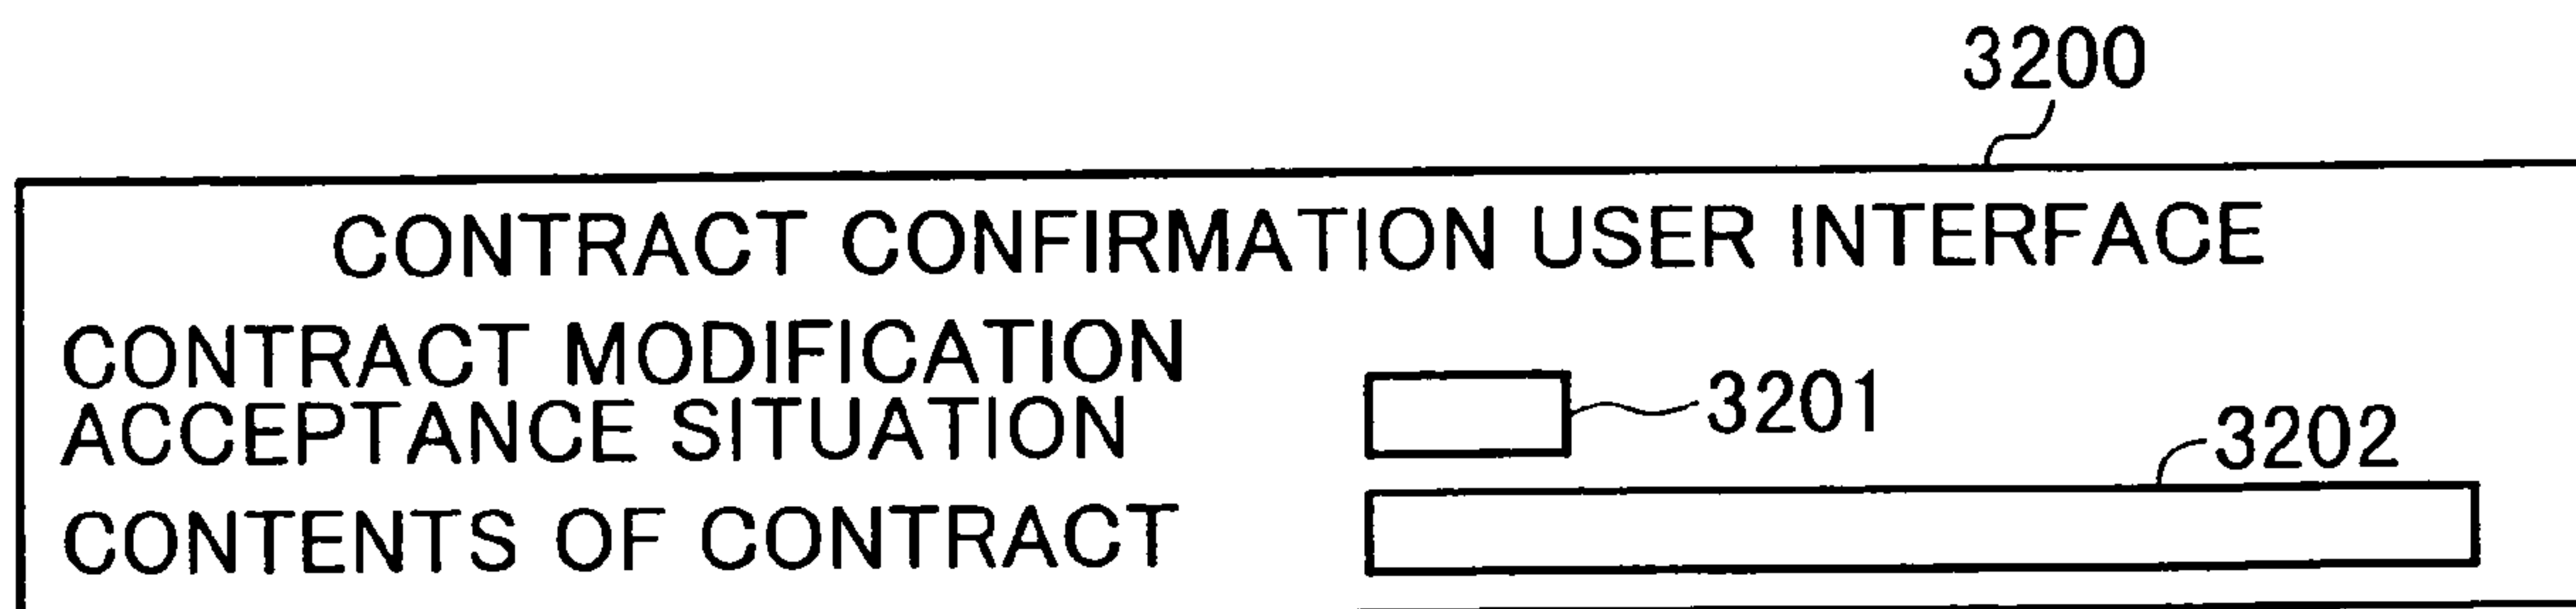 3200
CONTRACT CONFIRMATION USER INTERFACE
CONTRACT MODIFICATION
ACCEPTANCE SITUATION
3201
3202
CONTENTS OF CONTRACT